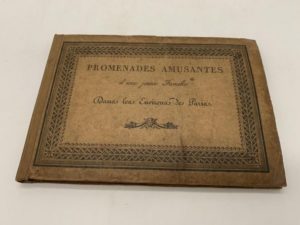 PROMENADES AMUSANTES
d'une jeune Famille
Dans les Environs de Paris.